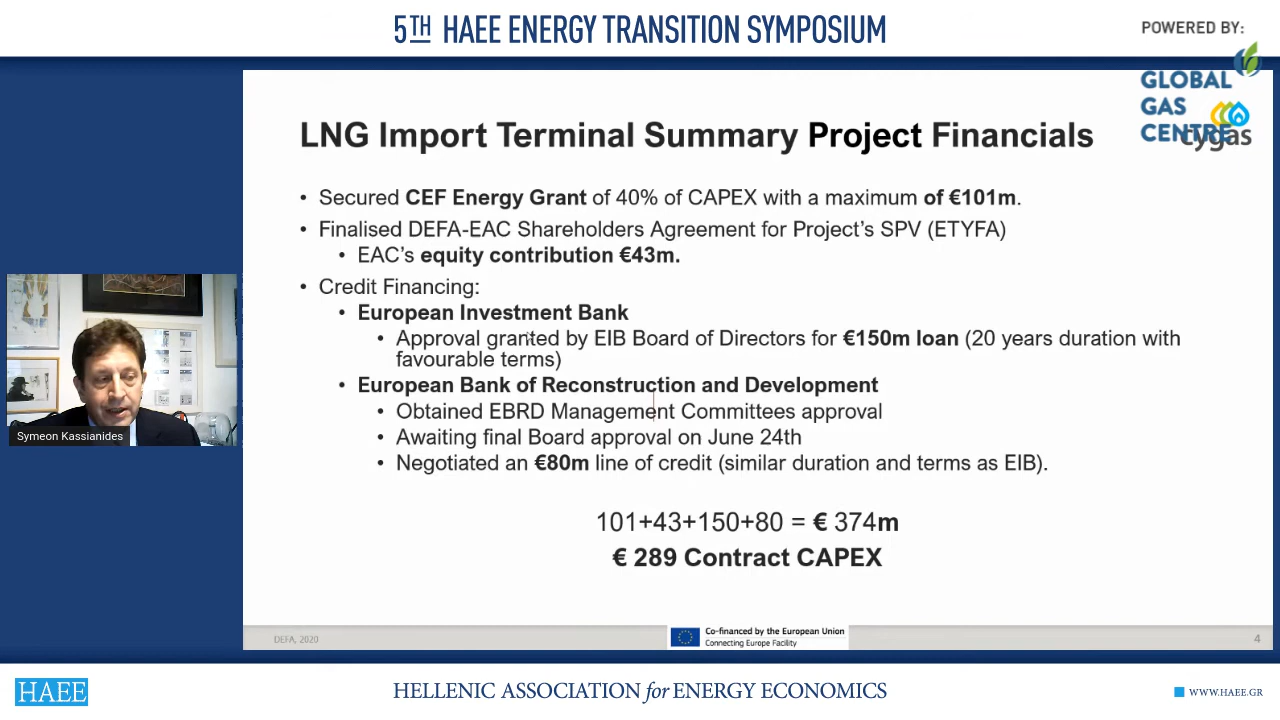 5TH HAEE ENERGY TRANSITION SYMPOSIUM
POWERED BY:
GLOBAL
GAS
CENTRE
cygas
LNG Import Terminal Summary Project Financials
• Secured CEF Energy Grant of 40% of CAPEX with a maximum of €101m.
• Finalised DEFA-EAC Shareholders Agreement for Project's SPV (ETYFA)
• EAC's equity contribution €43m.
• Credit Financing:
• European Investment Bank
• Approval granted by EIB Board of Directors for €150m loan (20 years duration with
favourable terms)
• European Bank of Reconstruction and Development
• Obtained EBRD Management Committees approval
• Awaiting final Board approval on June 24th
• Negotiated an €80m line of credit (similar duration and terms as EIB).
101+43+150+80 = € 374m
€ 289 Contract CAPEX
Symeon Kassianides
DEFA, 2020
Co-financed by the European Union
Connecting Europe Facility
4
HAEE
HELLENIC ASSOCIATION for ENERGY ECONOMICS
WWW.HAEE.GR